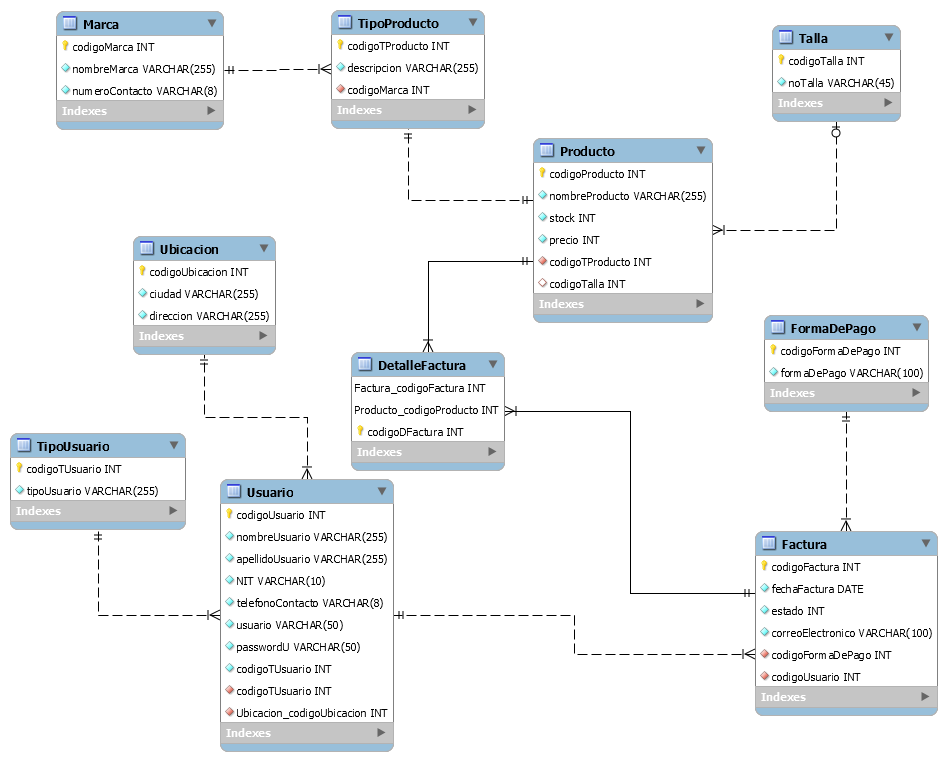 Marca
codigoMarca INT
nombreMarca VARCHAR(255)
numeroContacto VARCHAR(8)
Indexes
TipoProducto
codigoTProducto INT
descripcion VARCHAR(255)
codigoMarca INT
Indexes
Talla
codigoTalla INT
noTalla VARCHAR(45)
Indexes
Producto
codigoProducto INT
nombreProducto VARCHAR(255)
stock INT
precio INT
codigoTProducto INT
codigoTalla INT
Indexes
Ubicacion
codigoUbicacion INT
ciudad VARCHAR(255)
direccion VARCHAR(255)
Indexes
FormaDePago
codigoFormaDePago INT
formaDePago VARCHAR(100)
Indexes
DetalleFactura
Factura_codigoFactura INT
Producto_codigoProducto INT
codigoDFactura INT
Indexes
TipoUsuario
codigoTUsuario INT
tipoUsuario VARCHAR(255)
Indexes
Usuario
codigoUsuario INT
nombreUsuario VARCHAR(255)
apellidoUsuario VARCHAR(255)
NIT VARCHAR(10)
telefonoContacto VARCHAR(8)
usuario VARCHAR(50)
passwordU VARCHAR(50)
codigoTUsuario INT
codigoTUsuario INT
Ubicacion_codigoUbicacion INT
Indexes
Factura
codigoFactura INT
fechaFactura DATE
estado INT
correoElectronico VARCHAR(100)
codigoFormaDePago INT
codigoUsuario INT
Indexes